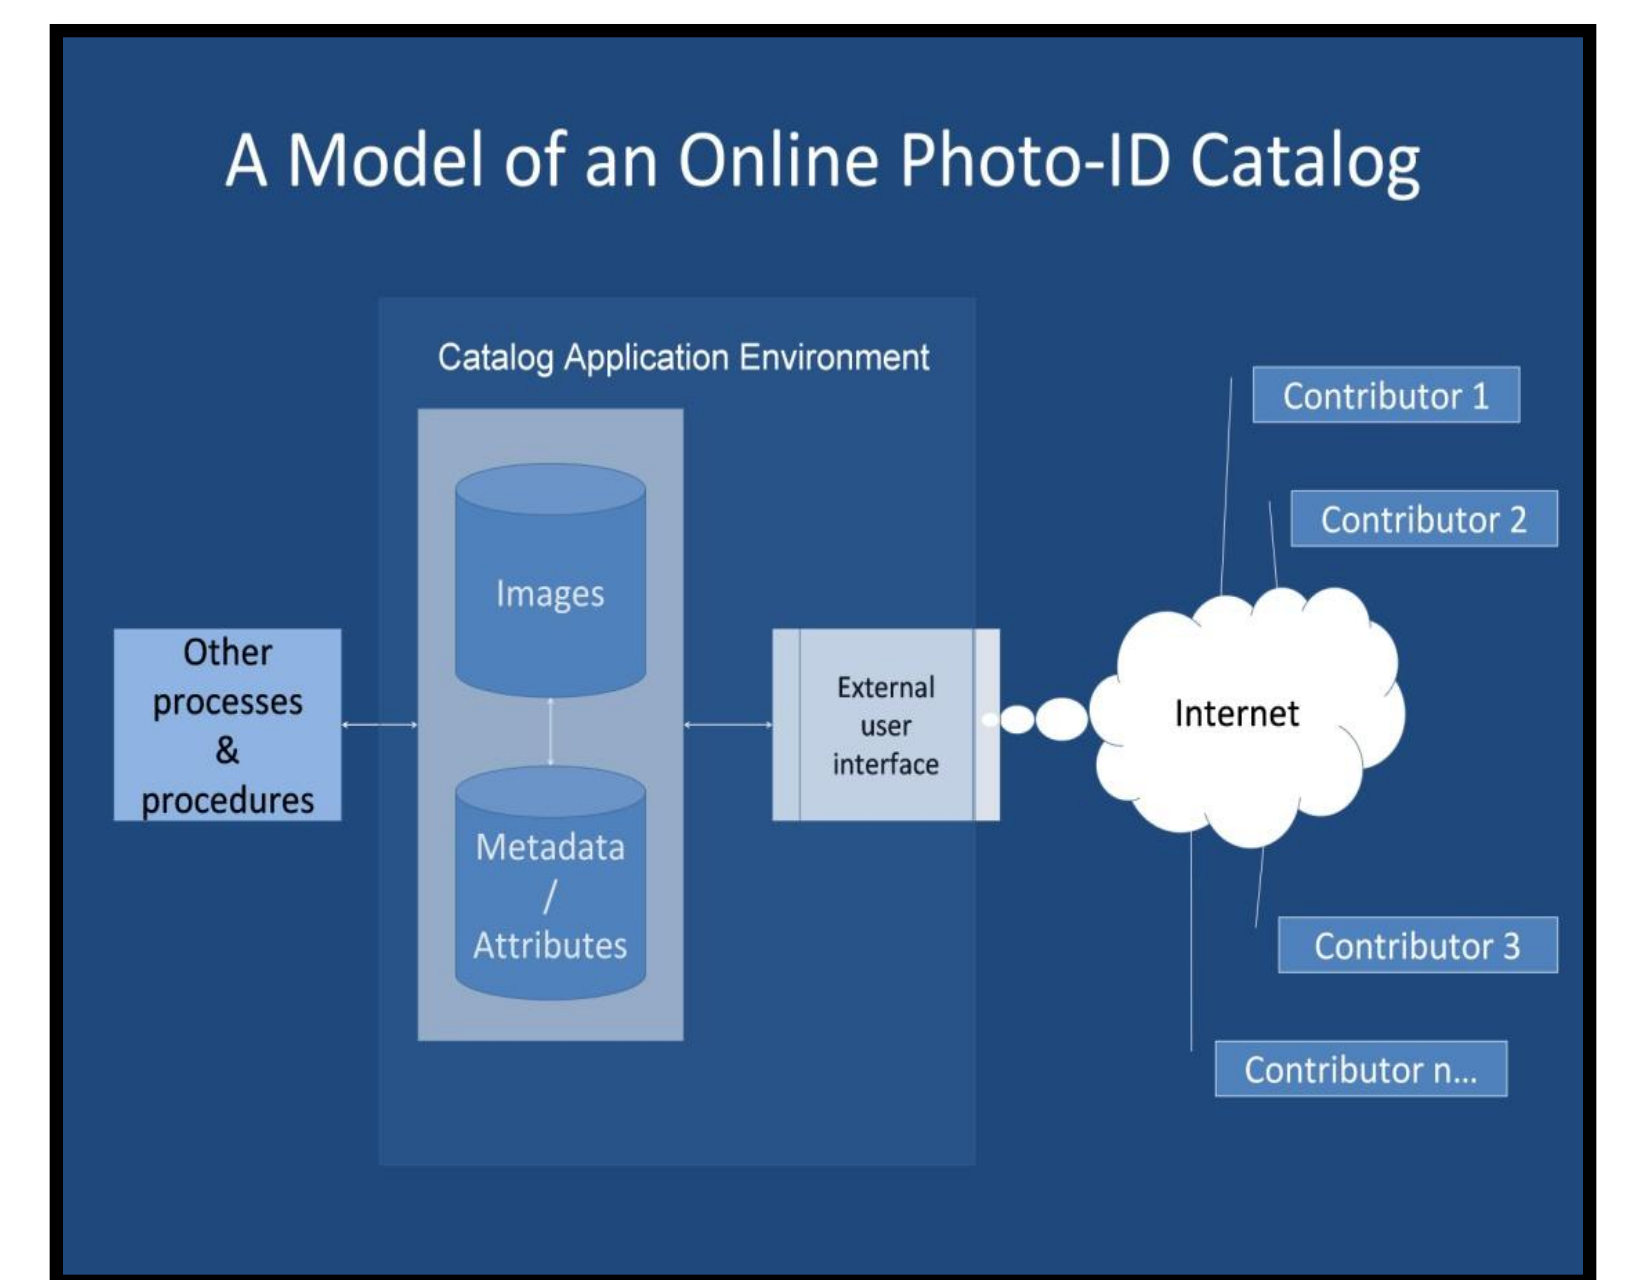 A Model of an Online Photo-ID Catalog
Catalog Application Environment
Contributor 1
Contributor 2
Images
Other
processes
&
procedures
External
user
interface
Internet
Metadata
/
Attributes
Contributor 3
Contributor n...